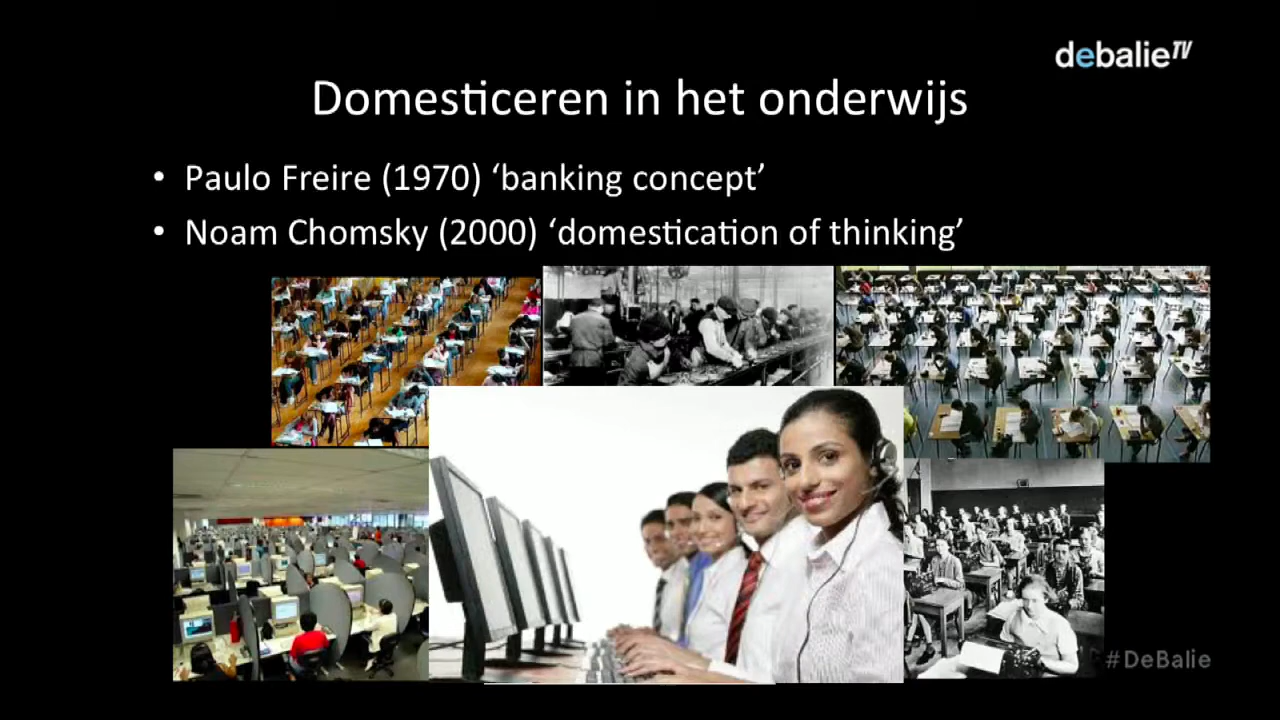 debalieTV
Domesticeren in het onderwijs
• Paulo Freire (1970) ‘banking concept’
• Noam Chomsky (2000) ‘domestication of thinking’
#DeBalie